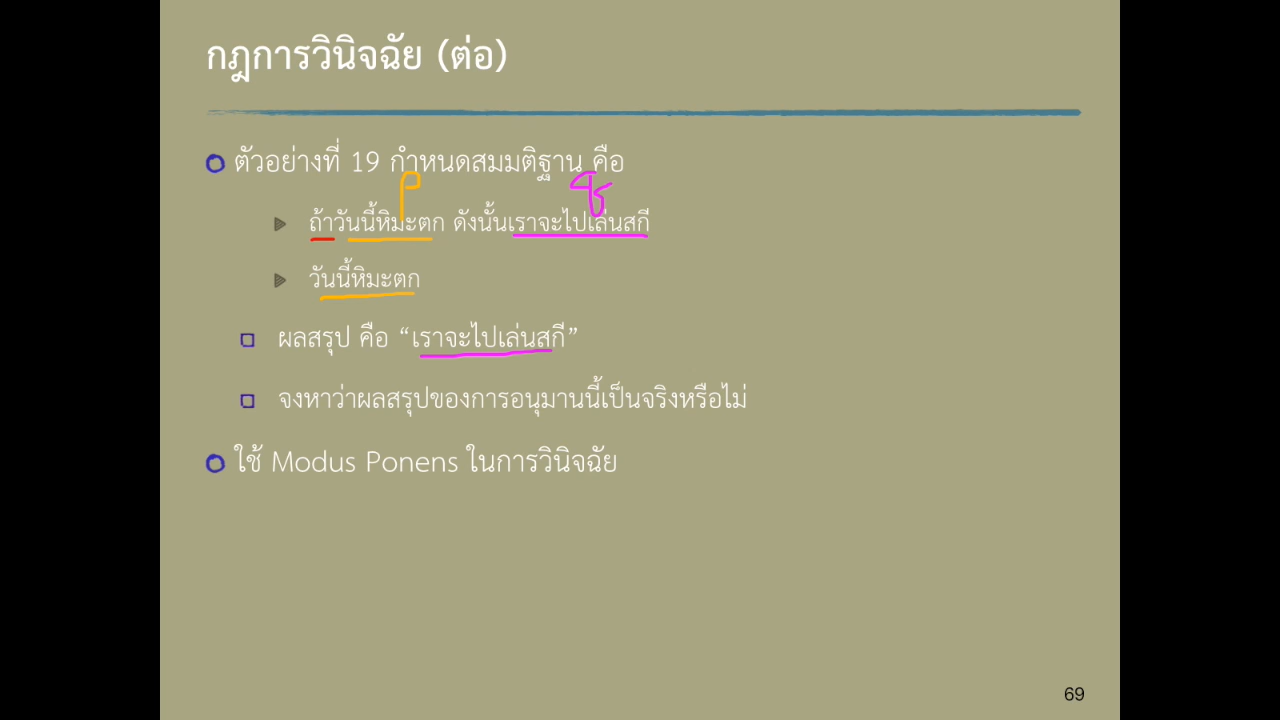 กฎการวินิจฉัย (ต่อ)
ตัวอย่างที่ 19 กำหนดสมมติฐาน คือ
P
ถ้าวันนี้หิมะตก ดังนั้นเราจะไปเล่นสกี
วันนี้หิมะตก
ผลสรุป คือ “เราจะไปเล่นสกี”
จงหาว่าผลสรุปของการอนุมานนี้เป็นจริงหรือไม่
ใช้ Modus Ponens ในการวินิจฉัย
69